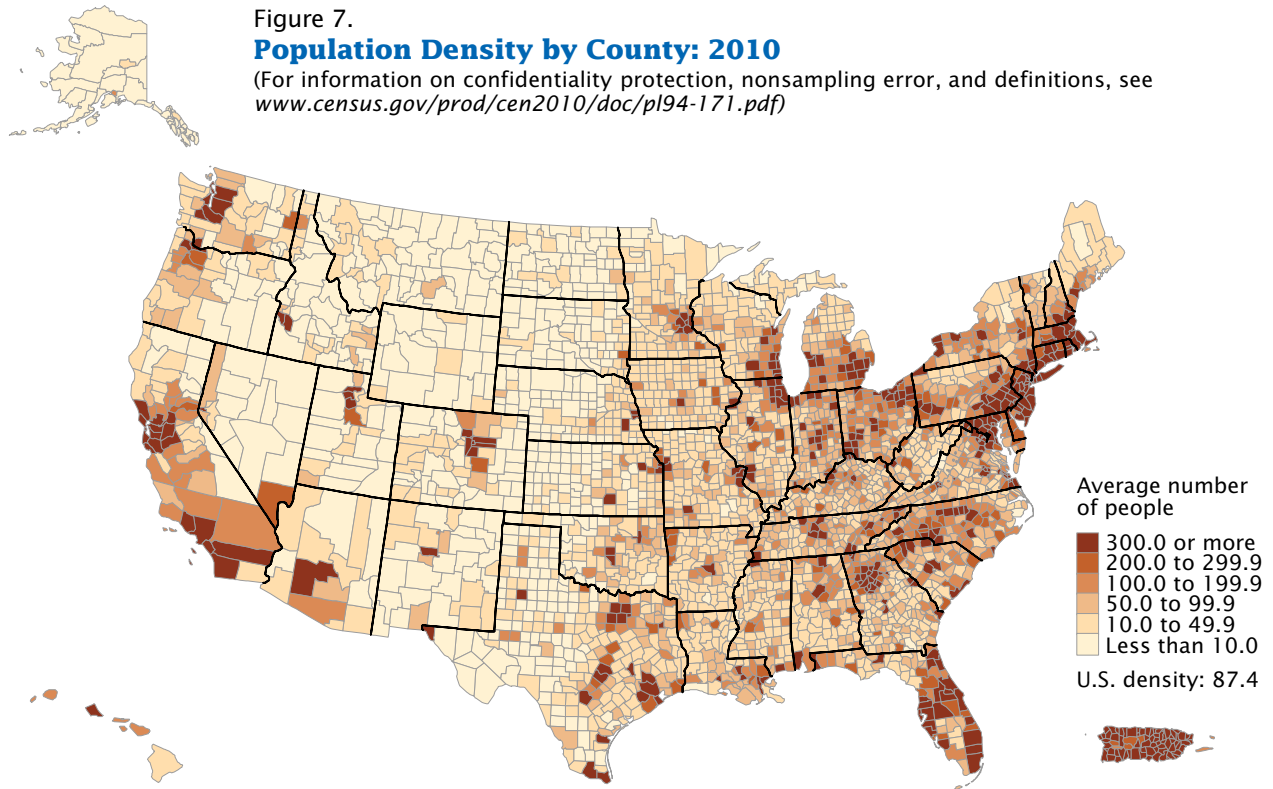 Figure 7.
Population Density by County: 2010
(For information on confidentiality protection, nonsampling error, and definitions, see
www.census.gov/prod/cen2010/doc/pl94-171.pdf)
Average number
of people
300.0 or more
200.0 to 299.9
100.0 to 199.9
50.0 to 99.9
10.0 to 49.9
Less than 10.0
U.S. density: 87.4